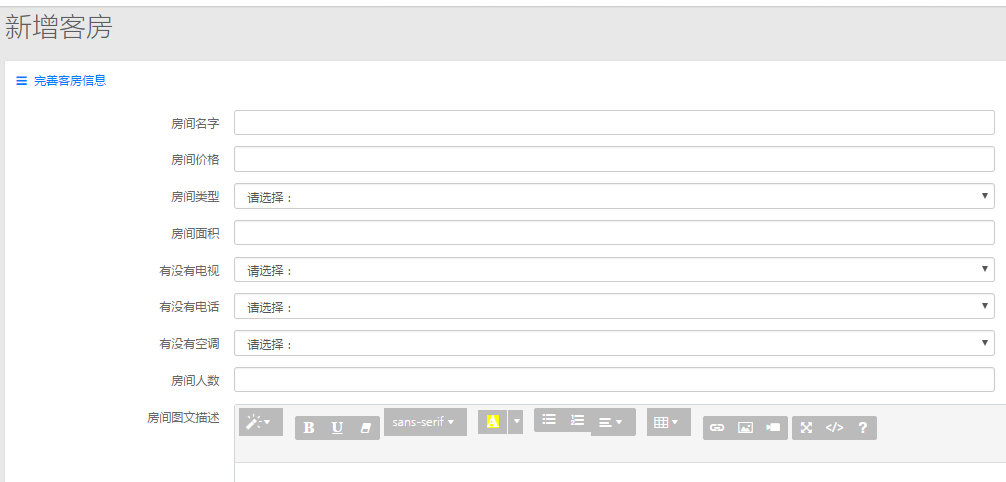 新增客房
完善客房信息
房间名字
房间价格
房间类型 请选择：
房间面积
有没有电视 请选择：
有没有电话 请选择：
有没有空调 请选择：
房间人数
房间图文描述 B U sans-serif A </> ?